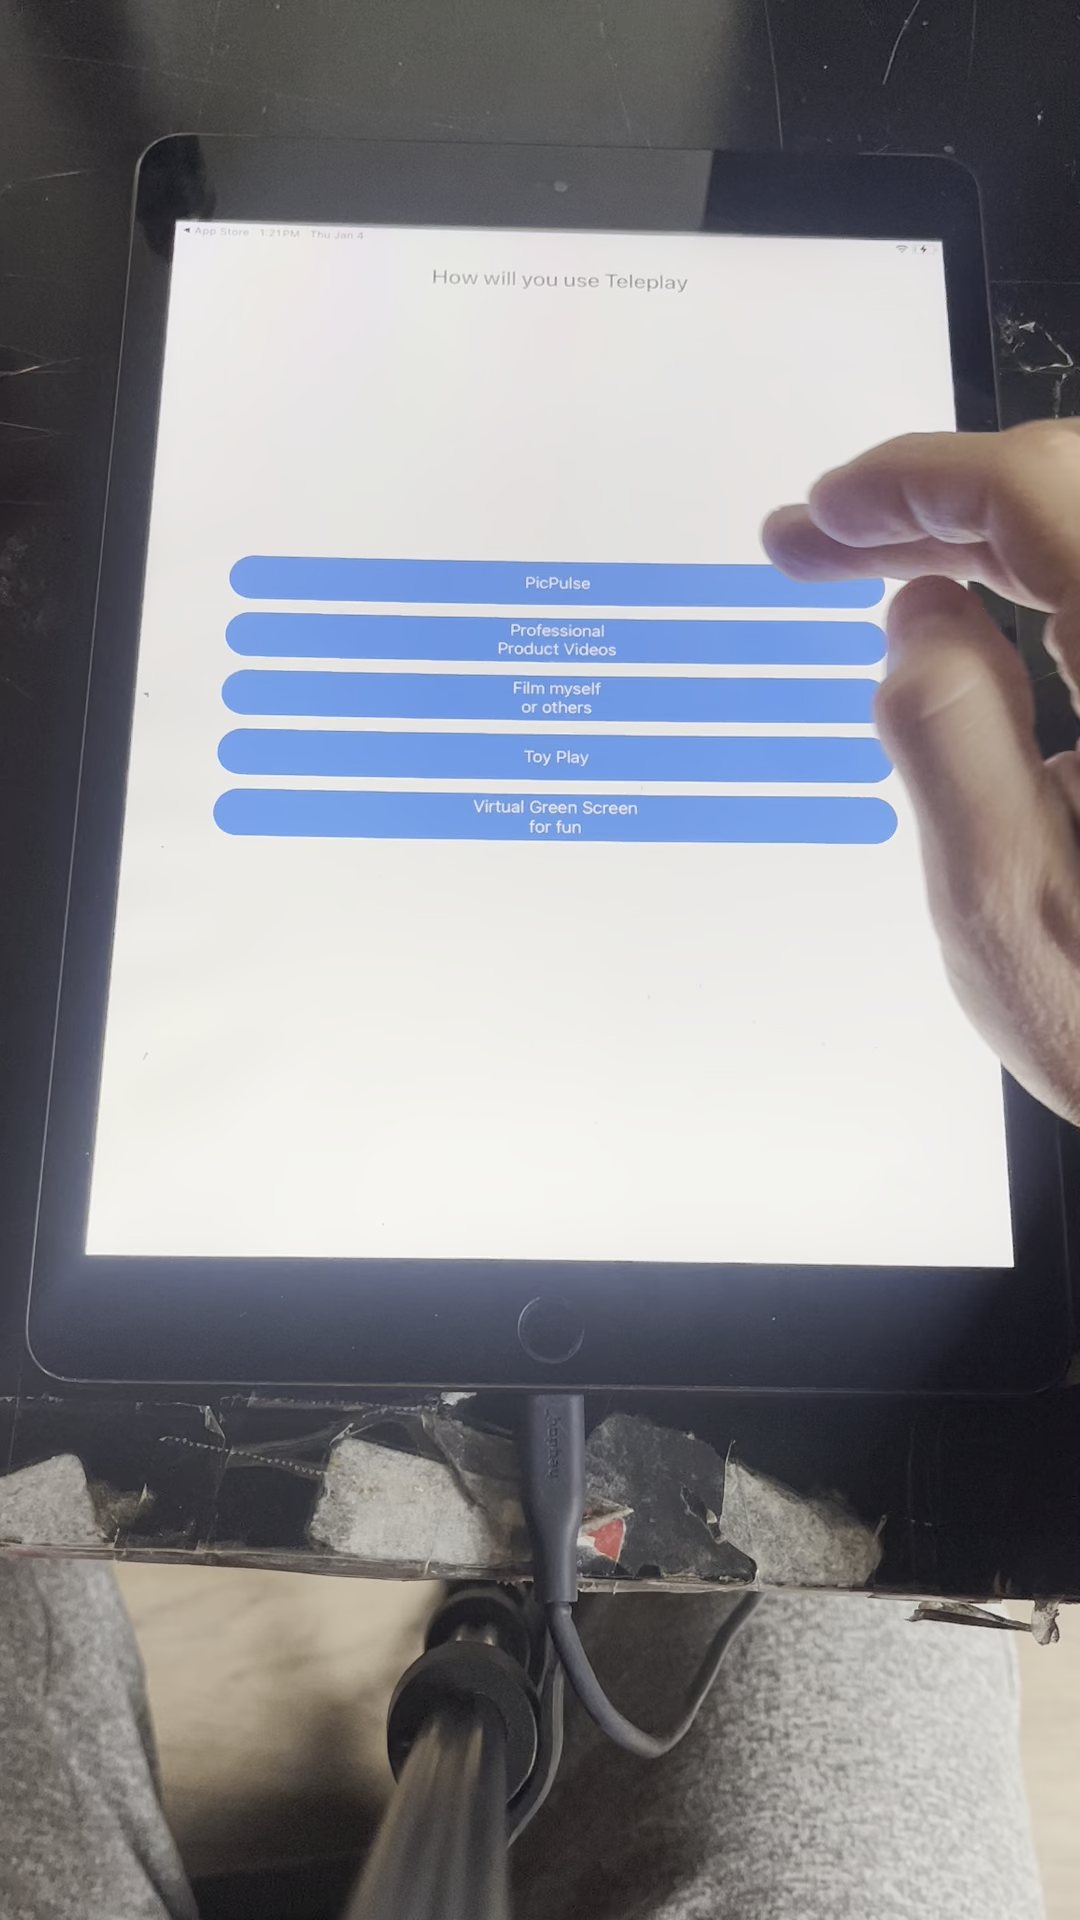 ◀ App Store 1:21 PM Thu Jan 4
How will you use Teleplay
PicPulse
Professional
Product Videos
Film myself
or others
Toy Play
Virtual Green Screen
for fun
heyday